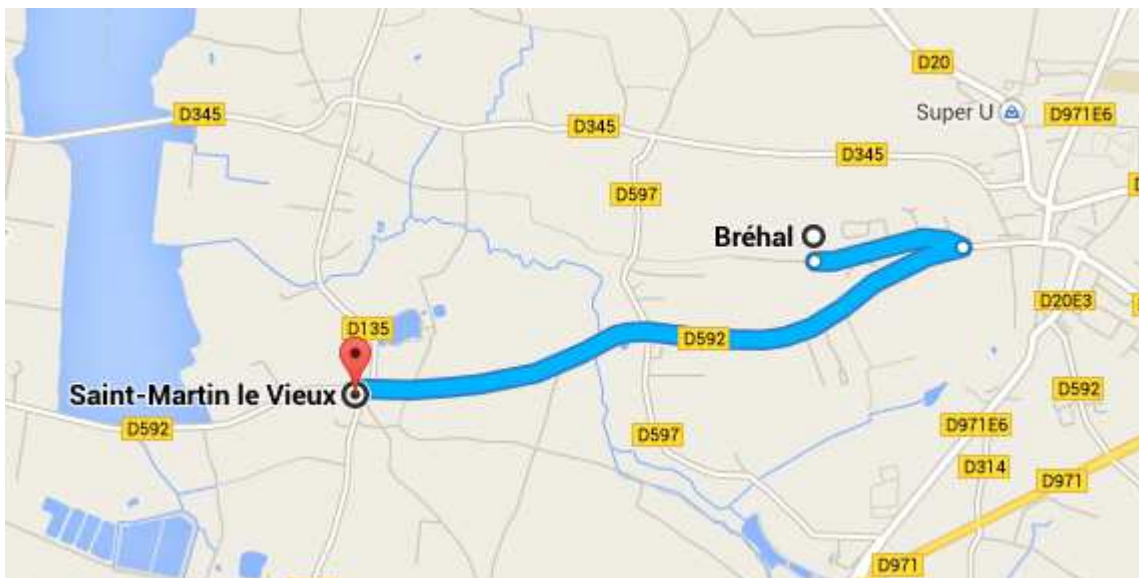 D20
Super U
D971E6
D345
D345
D345
D597
Bréhal
D20E3
D135
D592
Saint-Martin le Vieux
D592
D592
D597
D971E6
D314
D971
D971